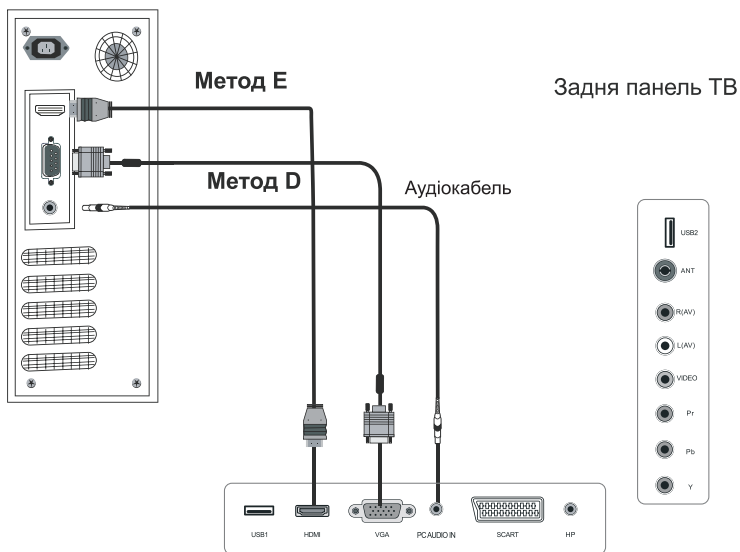 Метод E
Задня панель ТВ
Метод D
Аудіокабель
USB2
ANT
R(AV)
L(AV)
VIDEO
Pr
Pb
Y
USB1
HDMI
VGA
PC AUDIO IN
SCART
HP